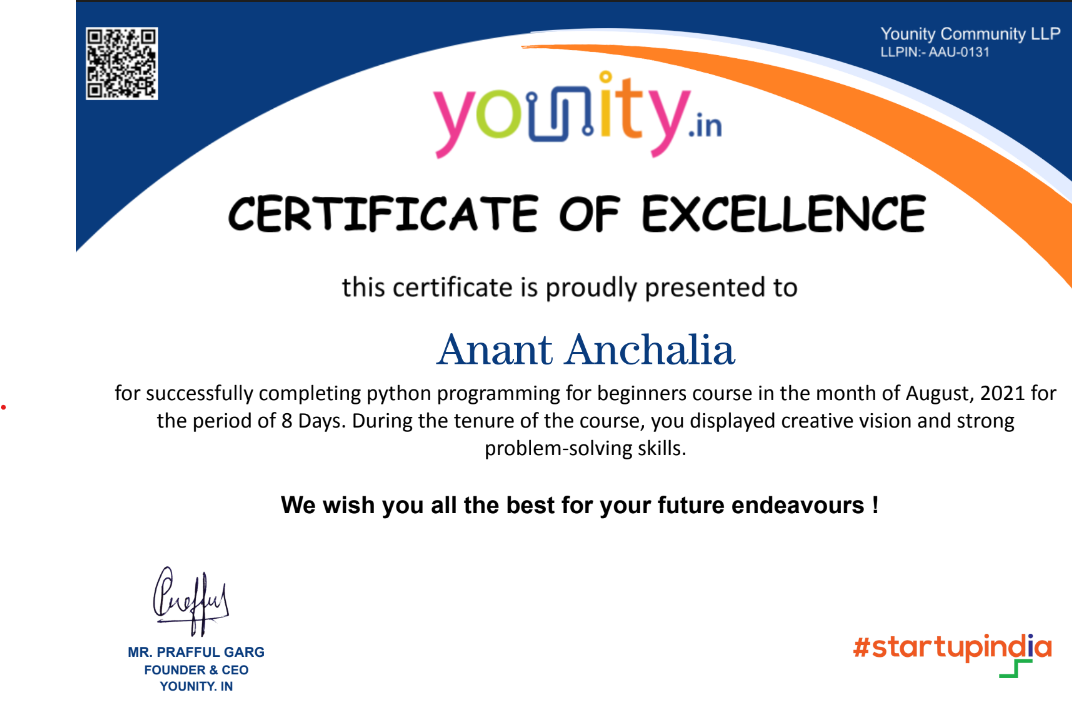 Younity Community LLP
LLPIN:- AAU-0131
younity.in
CERTIFICATE OF EXCELLENCE
this certificate is proudly presented to
Anant Anchalia
for successfully completing python programming for beginners course in the month of August, 2021 for
the period of 8 Days. During the tenure of the course, you displayed creative vision and strong
problem-solving skills.
We wish you all the best for your future endeavours !
Prefful
MR. PRAFFUL GARG
FOUNDER & CEO
YOUNITY. IN
#startupindia